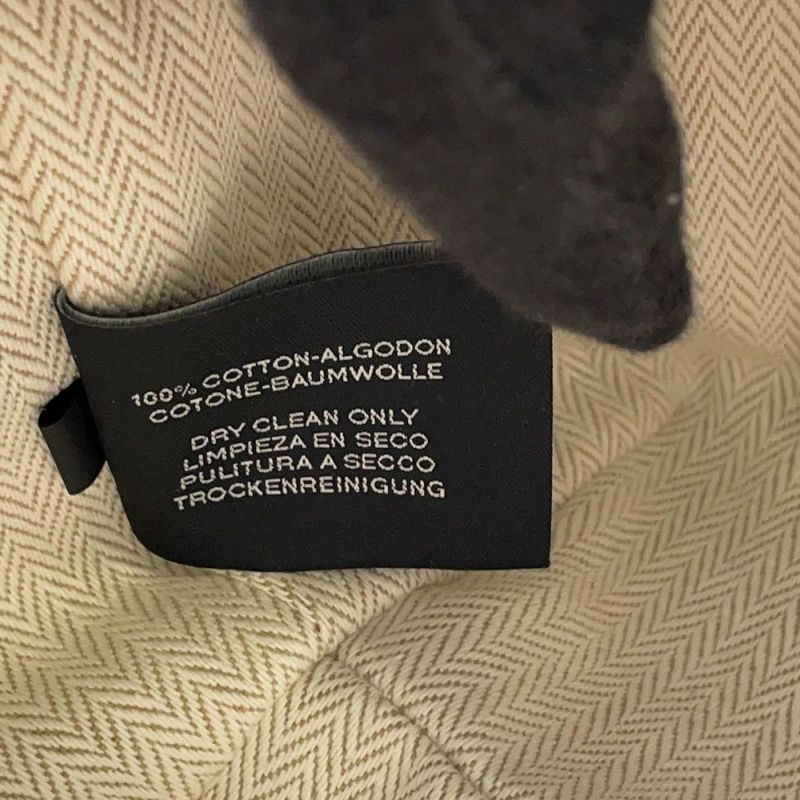 100% COTTON-ALGODON
COTONE-BAUMWOLLE
DRY CLEAN ONLY
LIMPIEZA EN SECO
PULITURA A SECCO
TROCKENREINIGUNG